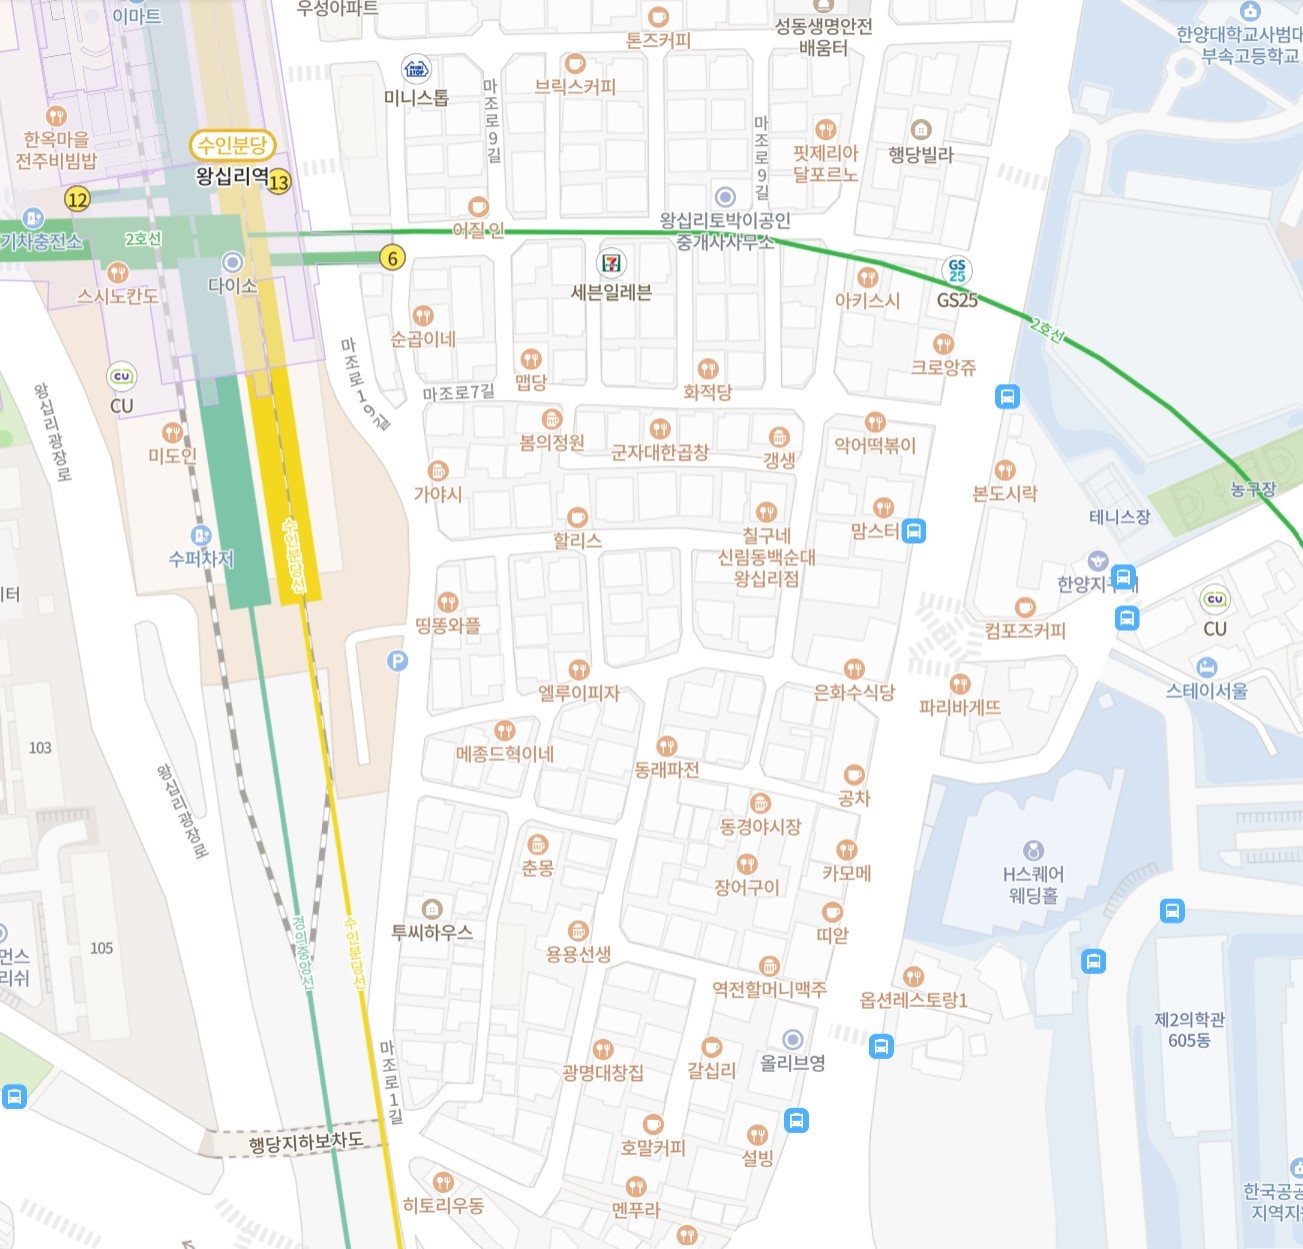 이마트
우성아파트
톤즈커피
성동생명안전
배움터
한양대학교사범대
부속고등학교
MINI
STOP
미니스톱
브릭스커피
마조로9길
마조로9길
핏제리아
달포르노
행당빌라
한옥마을
전주비빔밥
수인분당
왕십리역
13
12
어질인
왕십리토박이공인
중개사사무소
기차충전소
2호선
6
스시노칸도
다이소
7
세븐일레븐
아키스시
GS
25
GS25
2호선
순곱이네
마조로19길
크로앙쥬
CU
CU
맵당
화적당
마조로7길
왕십리광장로
미도인
봄의정원
군자대한곱창
갱생
악어떡볶이
가야시
본도시락
농구장
할리스
칠구네
신림동백순대
왕십리점
맘스터
테니스장
수퍼차저
수인분당선
한양지구대
터
띵똥와플
컴포즈커피
CU
CU
P
엘루이피자
은화수식당
파리바게뜨
스테이서울
103
메종드혁이네
동래파전
공차
왕십리광장로
동경야시장
춘몽
장어구이
카모메
H스퀘어
웨딩홀
투씨하우스
띠앋
105
경의중앙선
수인분당선
용용선생
먼스
리쉬
역전할머니맥주
옵션레스토랑1
제2의학관
605동
마조로1길
광명대창집
갈십리
올리브영
행당지하보차도
호말커피
설빙
히토리우동
멘푸라
한국공공
지역지